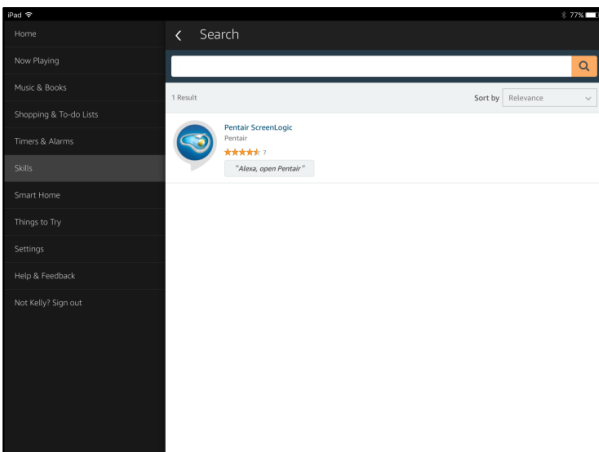 iPad 77%
Home
Now Playing
Music & Books
Shopping & To-do Lists
Timers & Alarms
Skills
Smart Home
Things to Try
Settings
Help & Feedback
Not Kelly? Sign out
Search
1 Result
Sort by Relevance
Pentair ScreenLogic
Pentair
7
"Alexa, open Pentair"